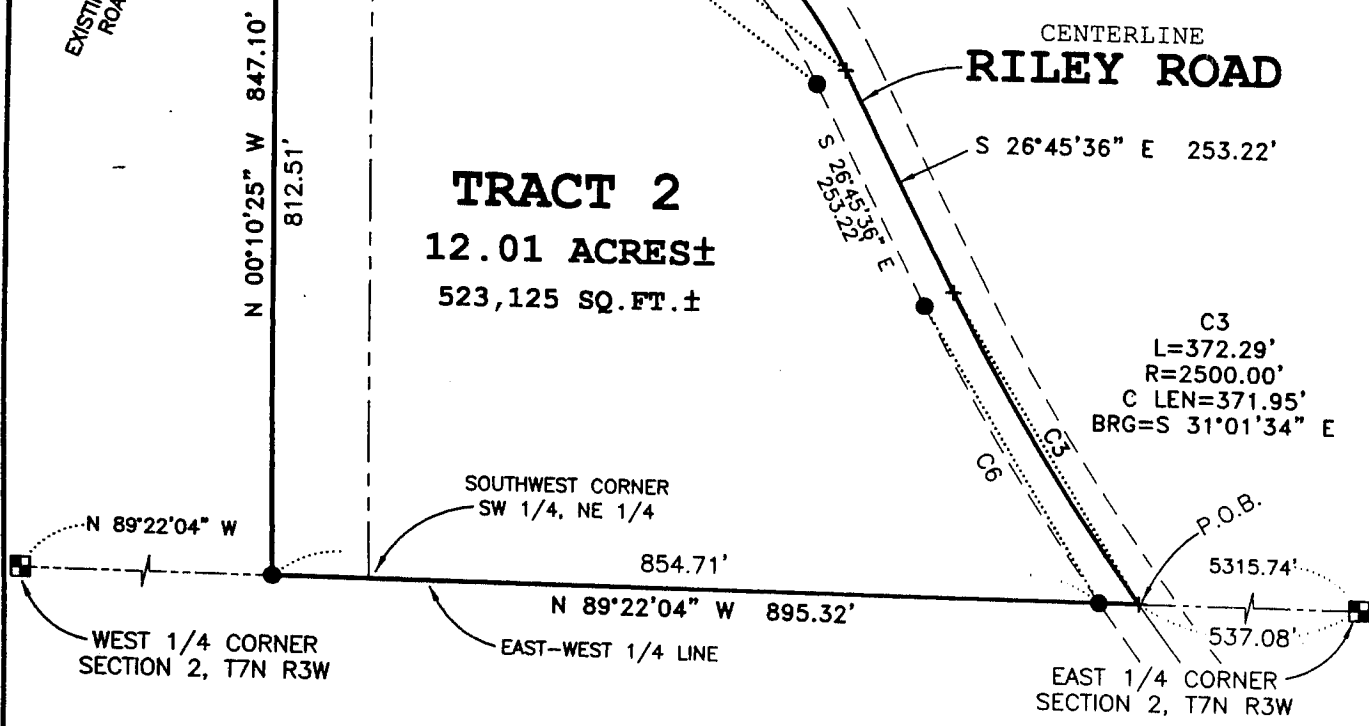 CENTERLINE
RILEY ROAD
N 00°10'25" W 847.10'
812.51'
S 26°45'36" E 253.22'
S 26°45'36" E
253.22'
TRACT 2
12.01 ACRES±
523,125 SQ.FT.±
C3
L=372.29'
R=2500.00'
C LEN=371.95'
BRG=S 31°01'34" E
C3
C6
SOUTHWEST CORNER
SW 1/4, NE 1/4
P.O.B.
N 89°22'04" W
854.71'
5315.74'
N 89°22'04" W 895.32'
537.08'
WEST 1/4 CORNER
SECTION 2, T7N R3W
EAST-WEST 1/4 LINE
EAST 1/4 CORNER
SECTION 2, T7N R3W